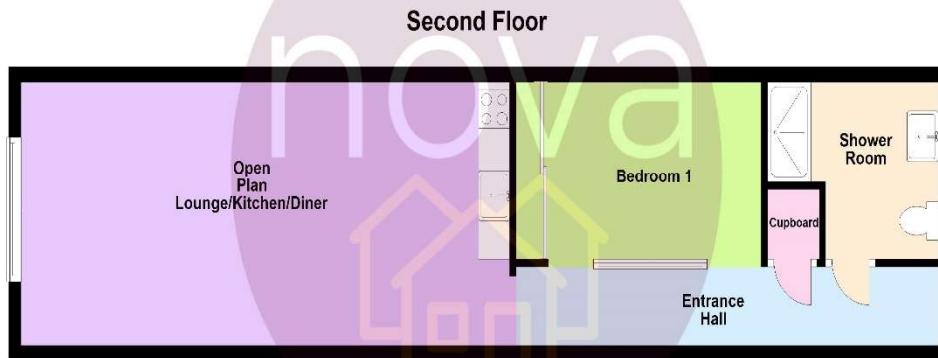 Second Floor
nova
Open
Plan
Lounge/Kitchen/Diner
Bedroom 1
Shower
Room
Cupboard
Entrance
Hall